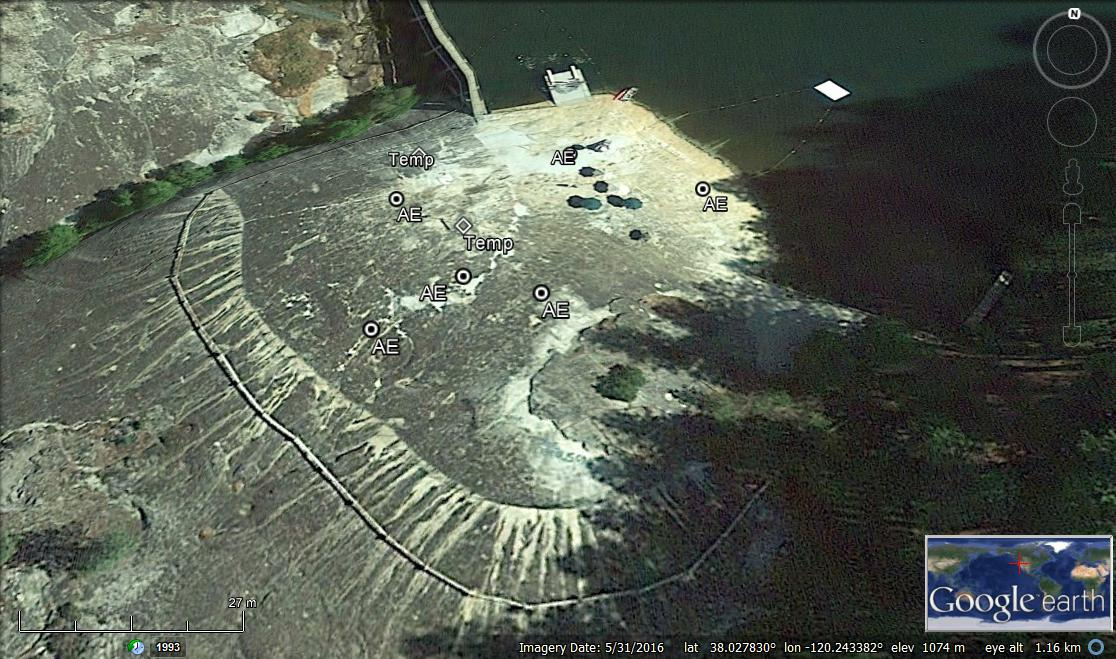 N
Temp
AE
AE
AE
Temp
AE
AE
AE
27 m
Google earth
1993
Imagery Date: 5/31/2016 lat 38.027830° lon -120.243382° elev 1074 m eye alt 1.16 km